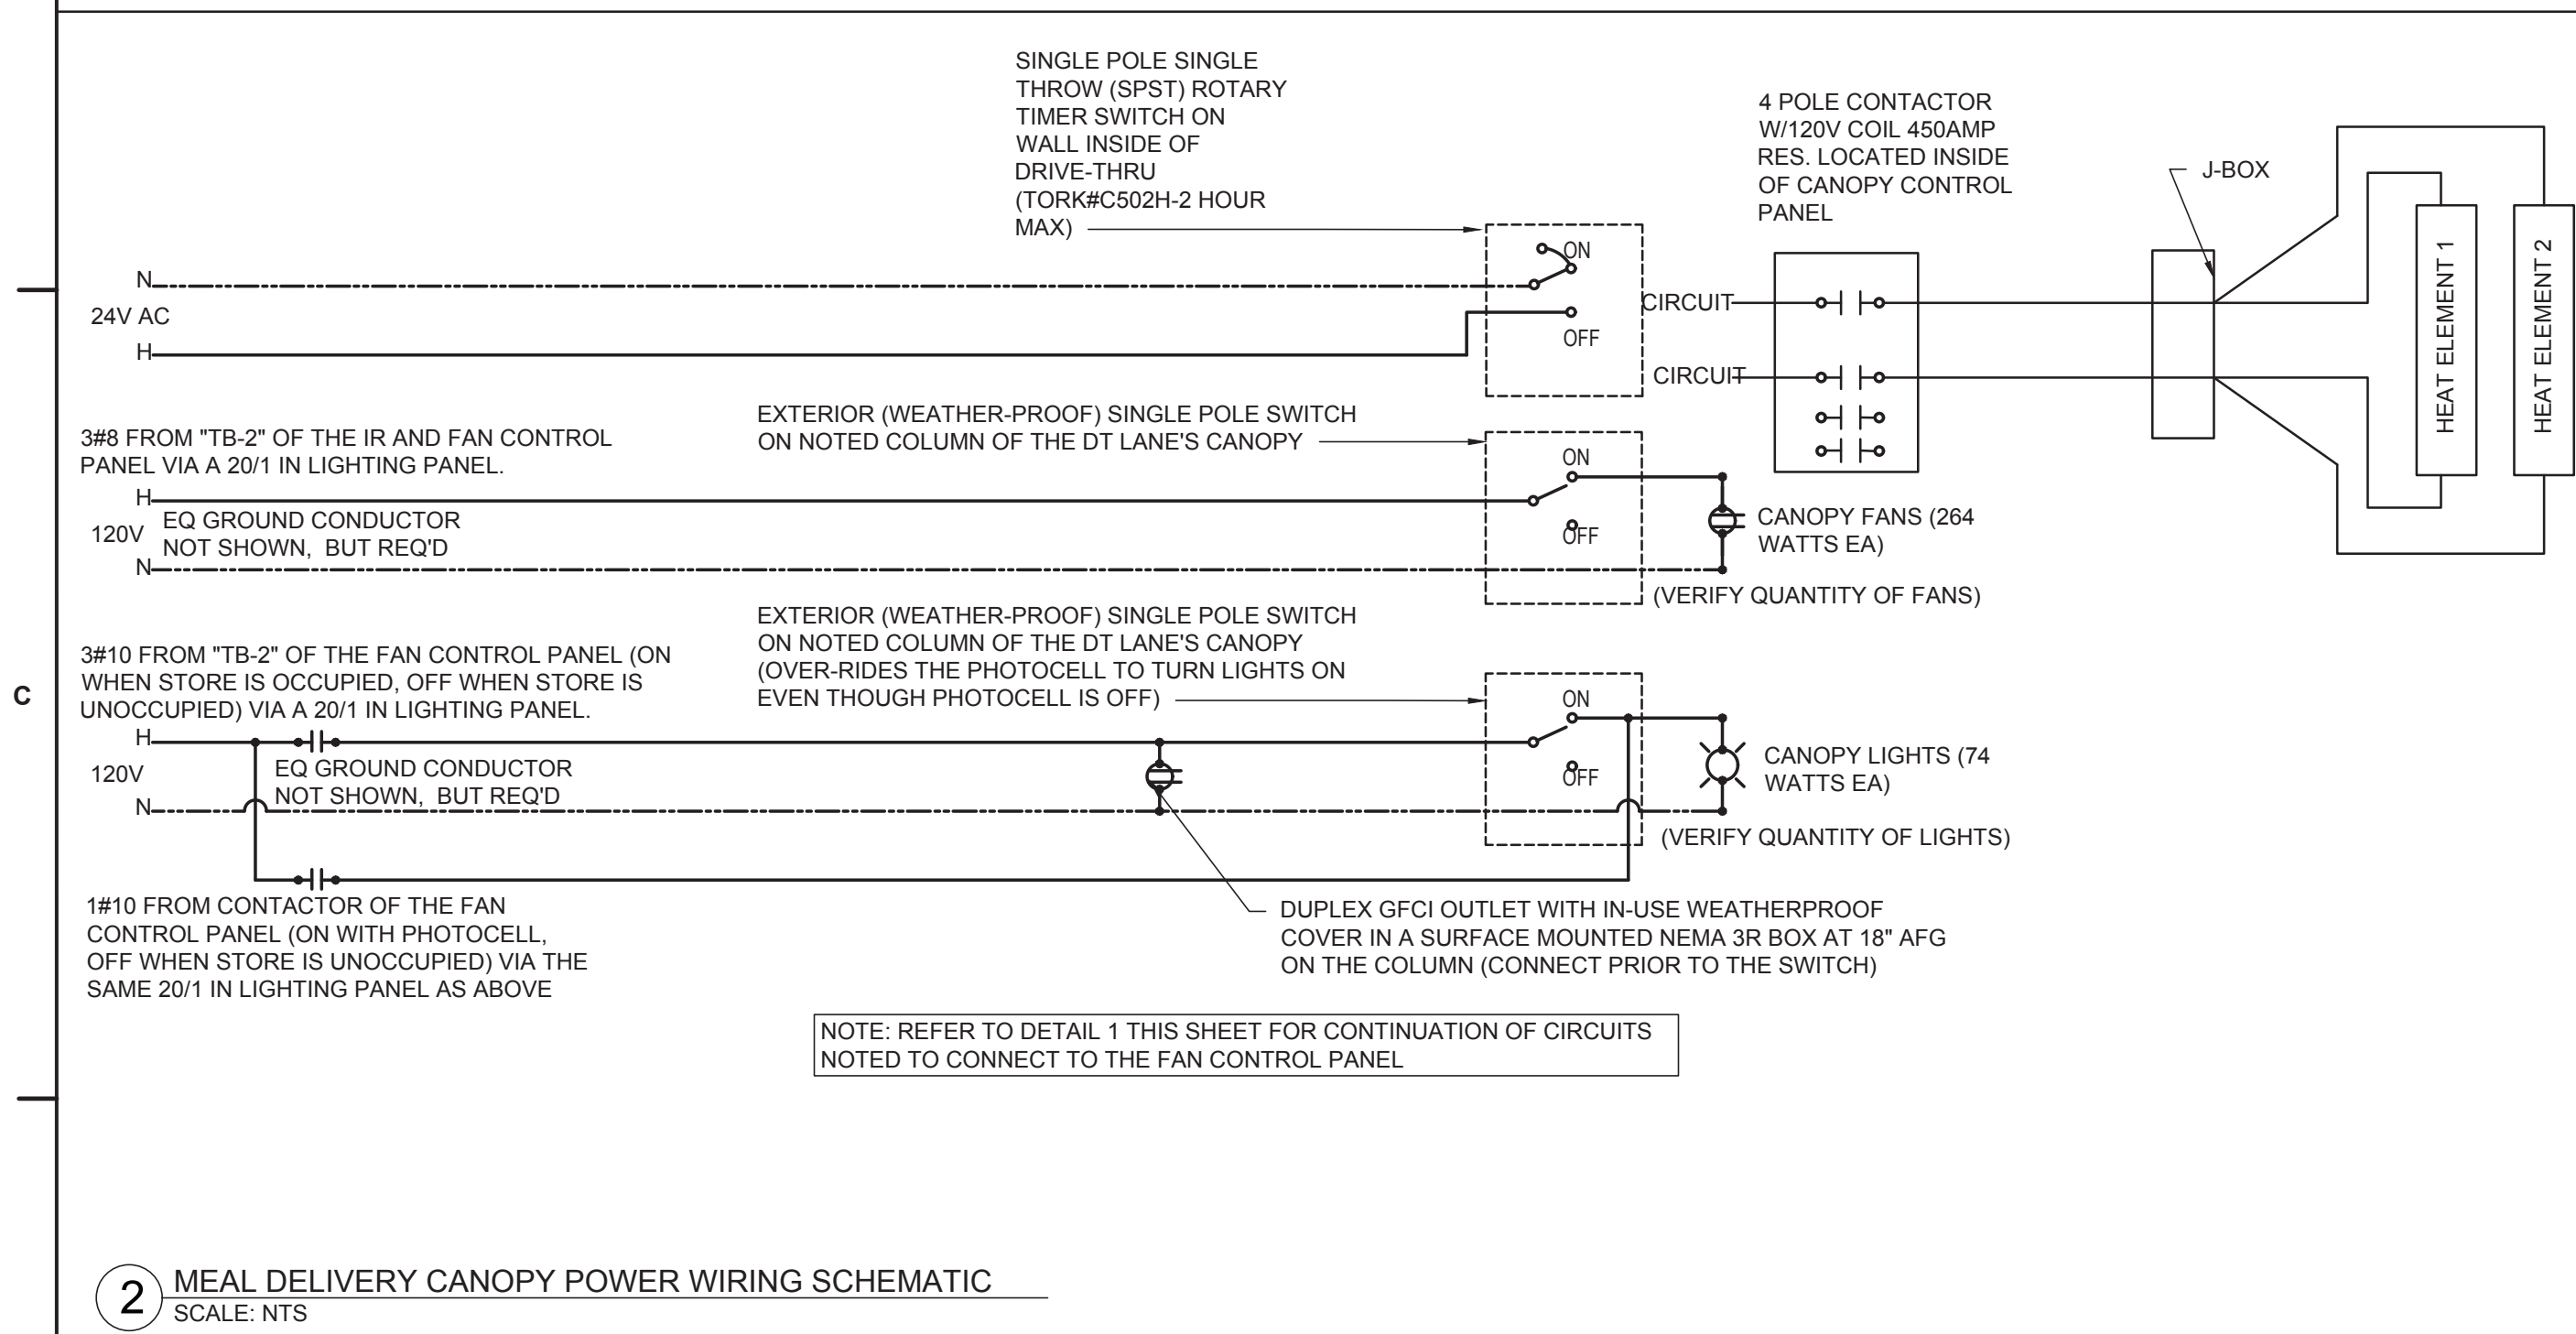 SINGLE POLE SINGLE
THROW (SPST) ROTARY
TIMER SWITCH ON
WALL INSIDE OF
DRIVE-THRU
(TORK#C502H-2 HOUR
MAX)
4 POLE CONTACTOR
W/120V COIL 450AMP
RES. LOCATED INSIDE
OF CANOPY CONTROL
PANEL
J-BOX
HEAT ELEMENT 1
HEAT ELEMENT 2
N
24V AC
H
ON
OFF
CIRCUIT
CIRCUIT
3#8 FROM "TB-2" OF THE IR AND FAN CONTROL
PANEL VIA A 20/1 IN LIGHTING PANEL.
EXTERIOR (WEATHER-PROOF) SINGLE POLE SWITCH
ON NOTED COLUMN OF THE DT LANE'S CANOPY
H
120V
N
EQ GROUND CONDUCTOR
NOT SHOWN, BUT REQ'D
ON
OFF
CANOPY FANS (264
WATTS EA)
(VERIFY QUANTITY OF FANS)
C
3#10 FROM "TB-2" OF THE FAN CONTROL PANEL (ON
WHEN STORE IS OCCUPIED, OFF WHEN STORE IS
UNOCCUPIED) VIA A 20/1 IN LIGHTING PANEL.
EXTERIOR (WEATHER-PROOF) SINGLE POLE SWITCH
ON NOTED COLUMN OF THE DT LANE'S CANOPY
(OVER-RIDES THE PHOTOCELL TO TURN LIGHTS ON
EVEN THOUGH PHOTOCELL IS OFF)
H
120V
N
EQ GROUND CONDUCTOR
NOT SHOWN, BUT REQ'D
ON
OFF
CANOPY LIGHTS (74
WATTS EA)
(VERIFY QUANTITY OF LIGHTS)
1#10 FROM CONTACTOR OF THE FAN
CONTROL PANEL (ON WITH PHOTOCELL,
OFF WHEN STORE IS UNOCCUPIED) VIA THE
SAME 20/1 IN LIGHTING PANEL AS ABOVE
DUPLEX GFCI OUTLET WITH IN-USE WEATHERPROOF
COVER IN A SURFACE MOUNTED NEMA 3R BOX AT 18" AFG
ON THE COLUMN (CONNECT PRIOR TO THE SWITCH)
NOTE: REFER TO DETAIL 1 THIS SHEET FOR CONTINUATION OF CIRCUITS
NOTED TO CONNECT TO THE FAN CONTROL PANEL
2
MEAL DELIVERY CANOPY POWER WIRING SCHEMATIC
SCALE: NTS